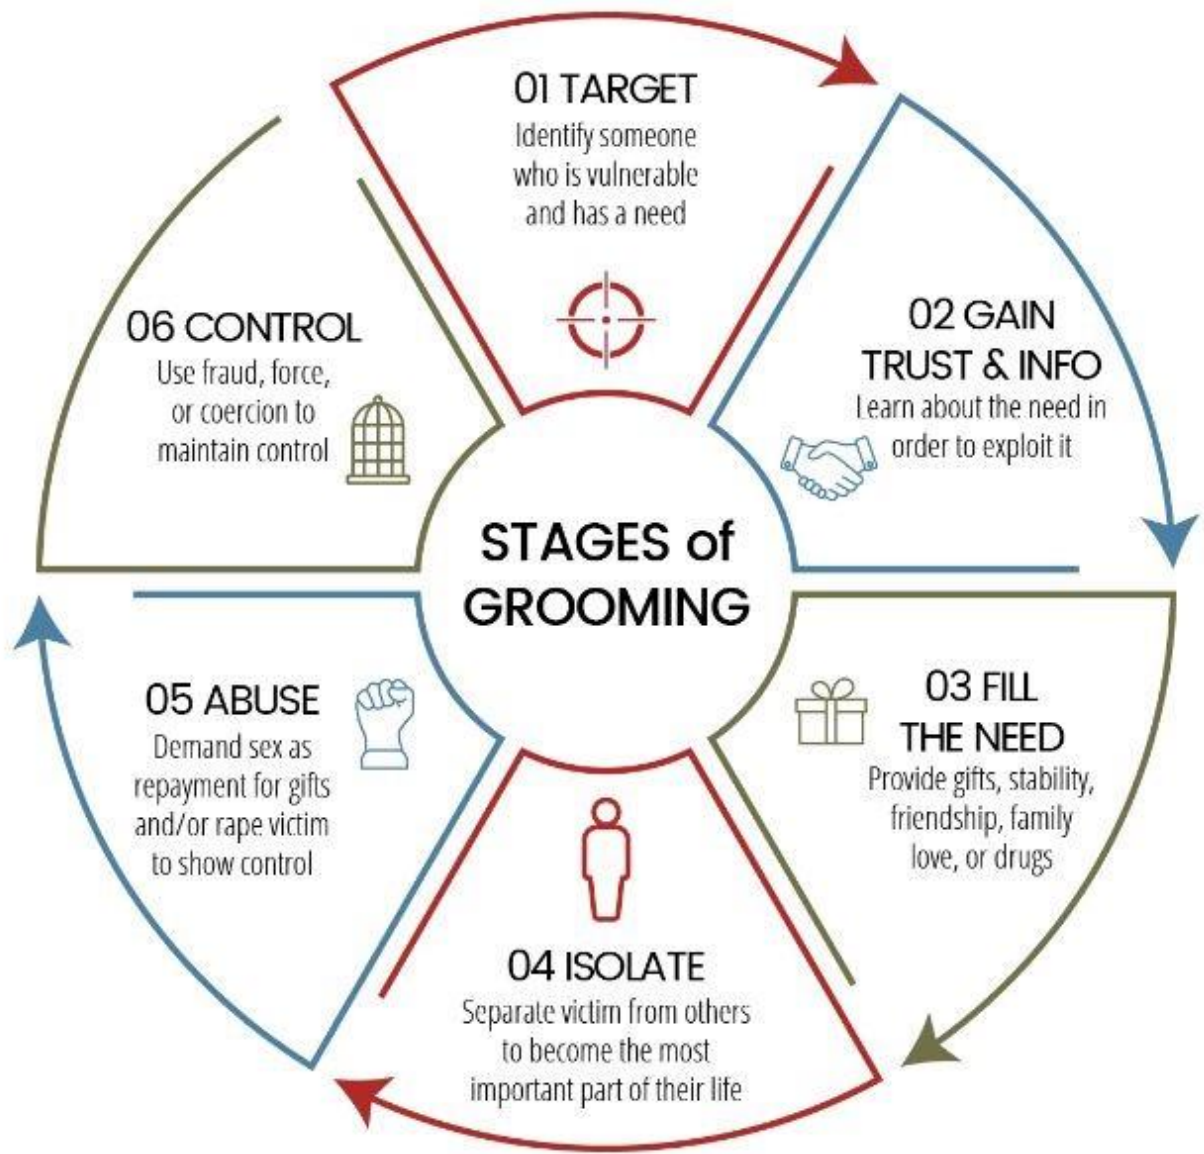 STAGES of
GROOMING
01 TARGET
Identify someone
who is vulnerable
and has a need
02 GAIN
TRUST & INFO
Learn about the need in
order to exploit it
03 FILL
THE NEED
Provide gifts, stability,
friendship, family
love, or drugs
04 ISOLATE
Separate victim from others
to become the most
important part of their life
05 ABUSE
Demand sex as
repayment for gifts
and/or rape victim
to show control
06 CONTROL
Use fraud, force,
or coercion to
maintain control